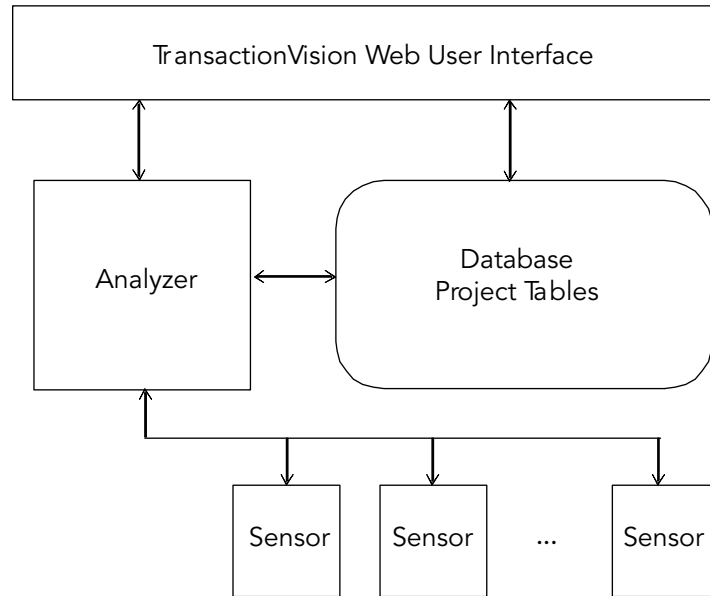 TransactionVision Web User Interface
Analyzer
Database
Project Tables
Sensor
Sensor
...
Sensor